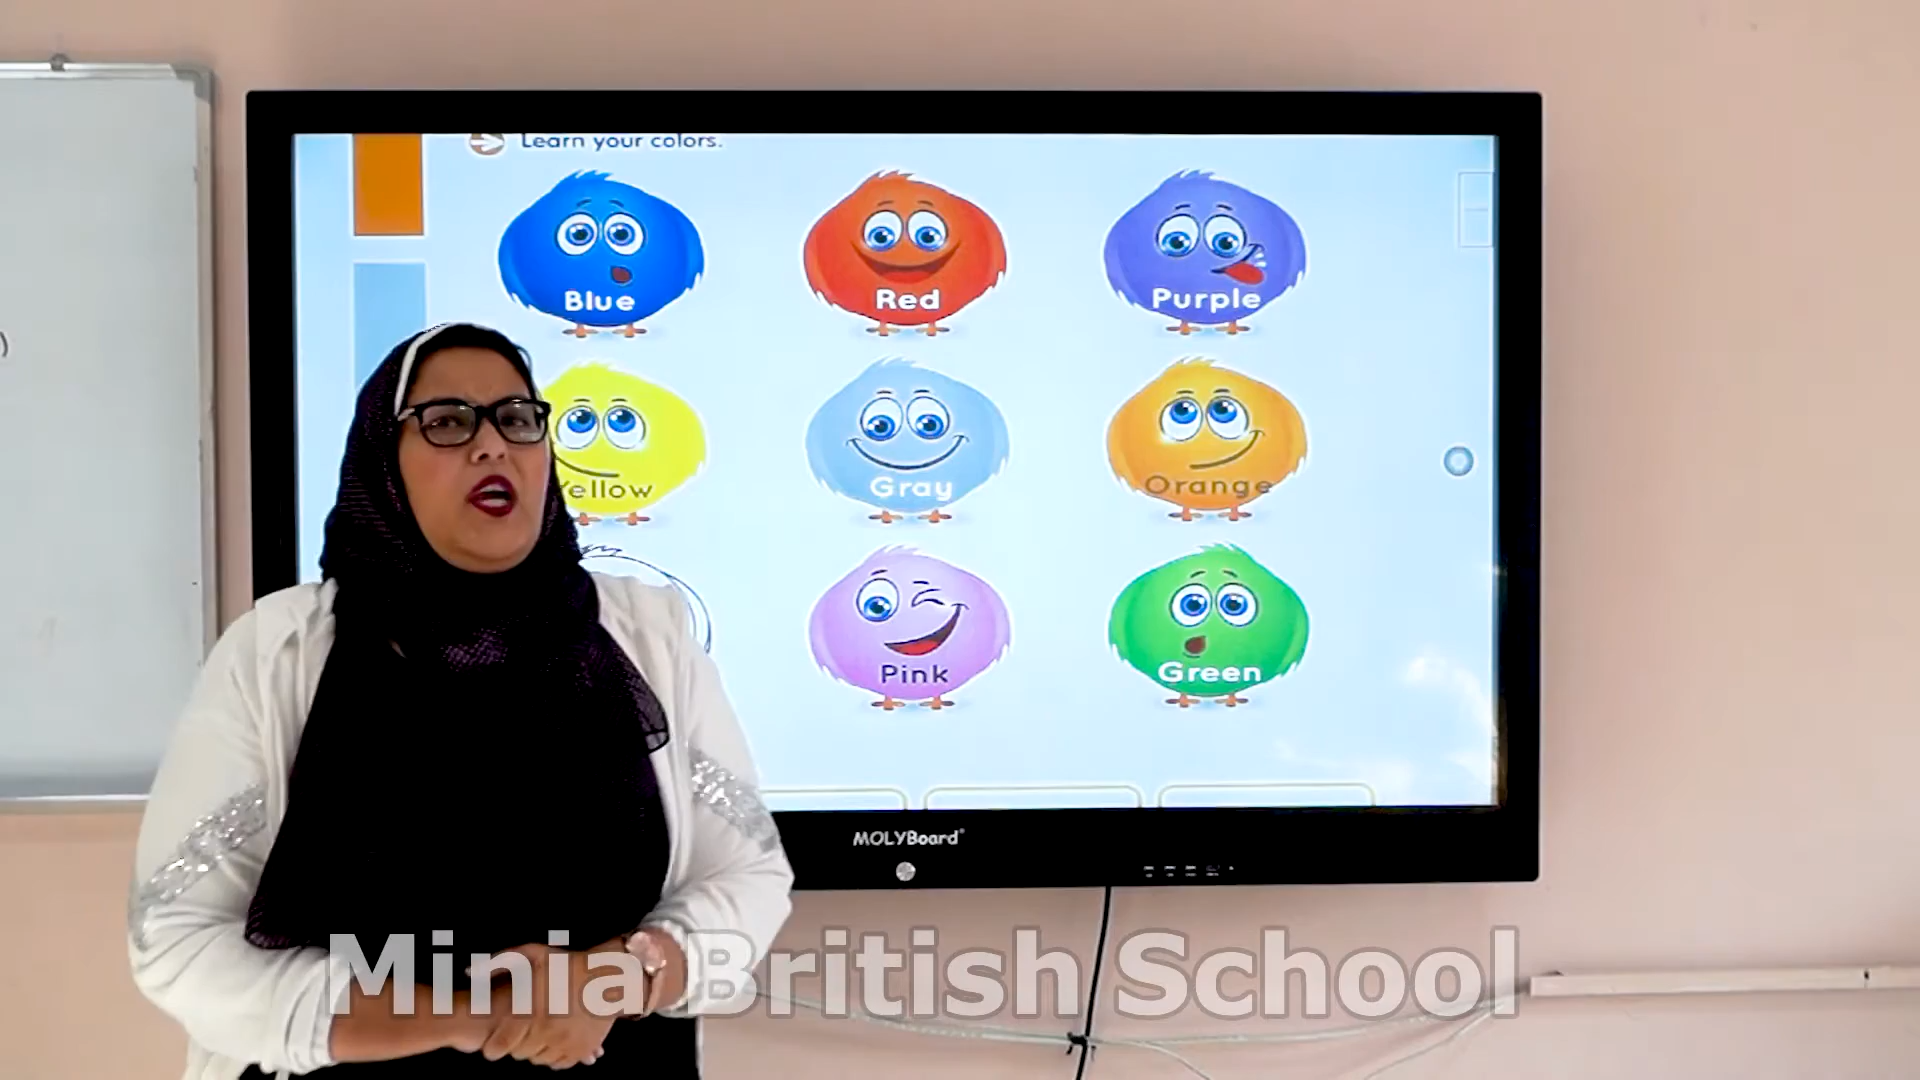 Learn your colors.
Blue
Red
Purple
Yellow
Gray
Orange
Pink
Green
MOLYBoard
Minia British School